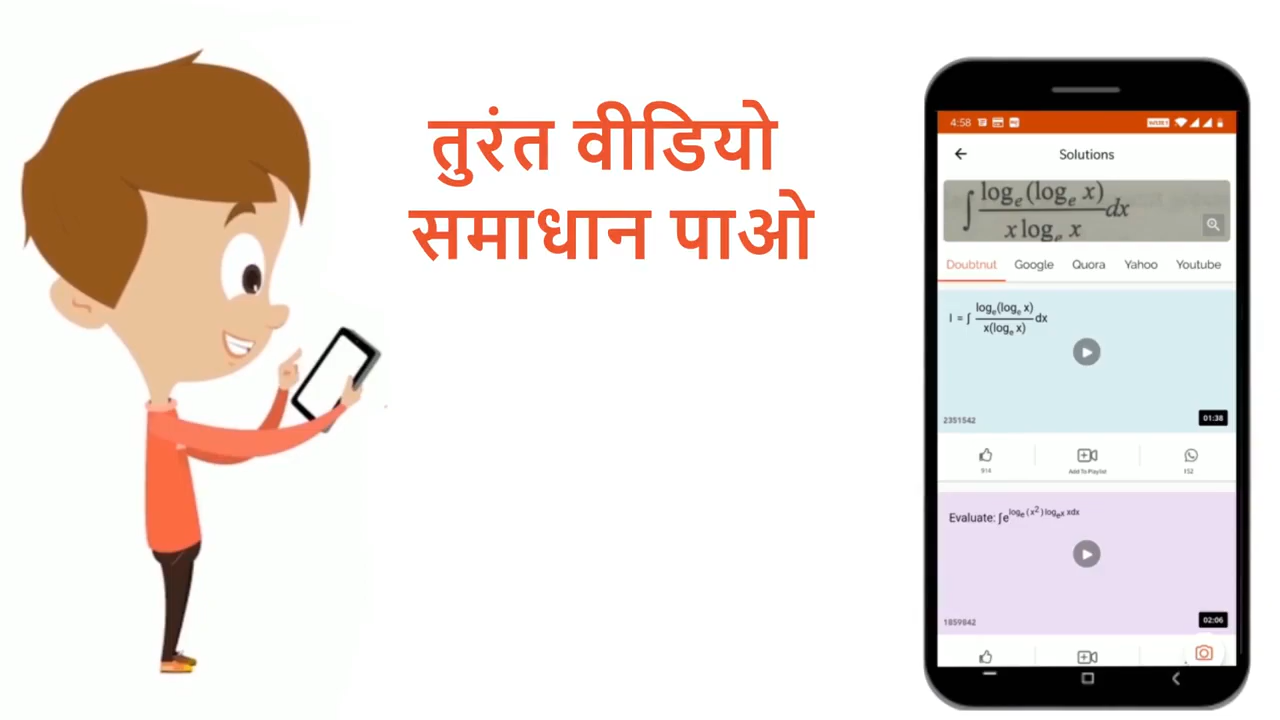 तुरंत वीडियो
समाधान पाओ
4:58
Solutions
∫ logₑ(logₑ x) / x logₑ x dx
Doubtnut Google Quora Yahoo Youtube
I = ∫ logₑ(logₑ x) / x(logₑ x) dx
2351542 01:38
914 Add To Playlist 152
Evaluate: ∫e^logₑ(x²)logₑx xdx
1859842 02:06